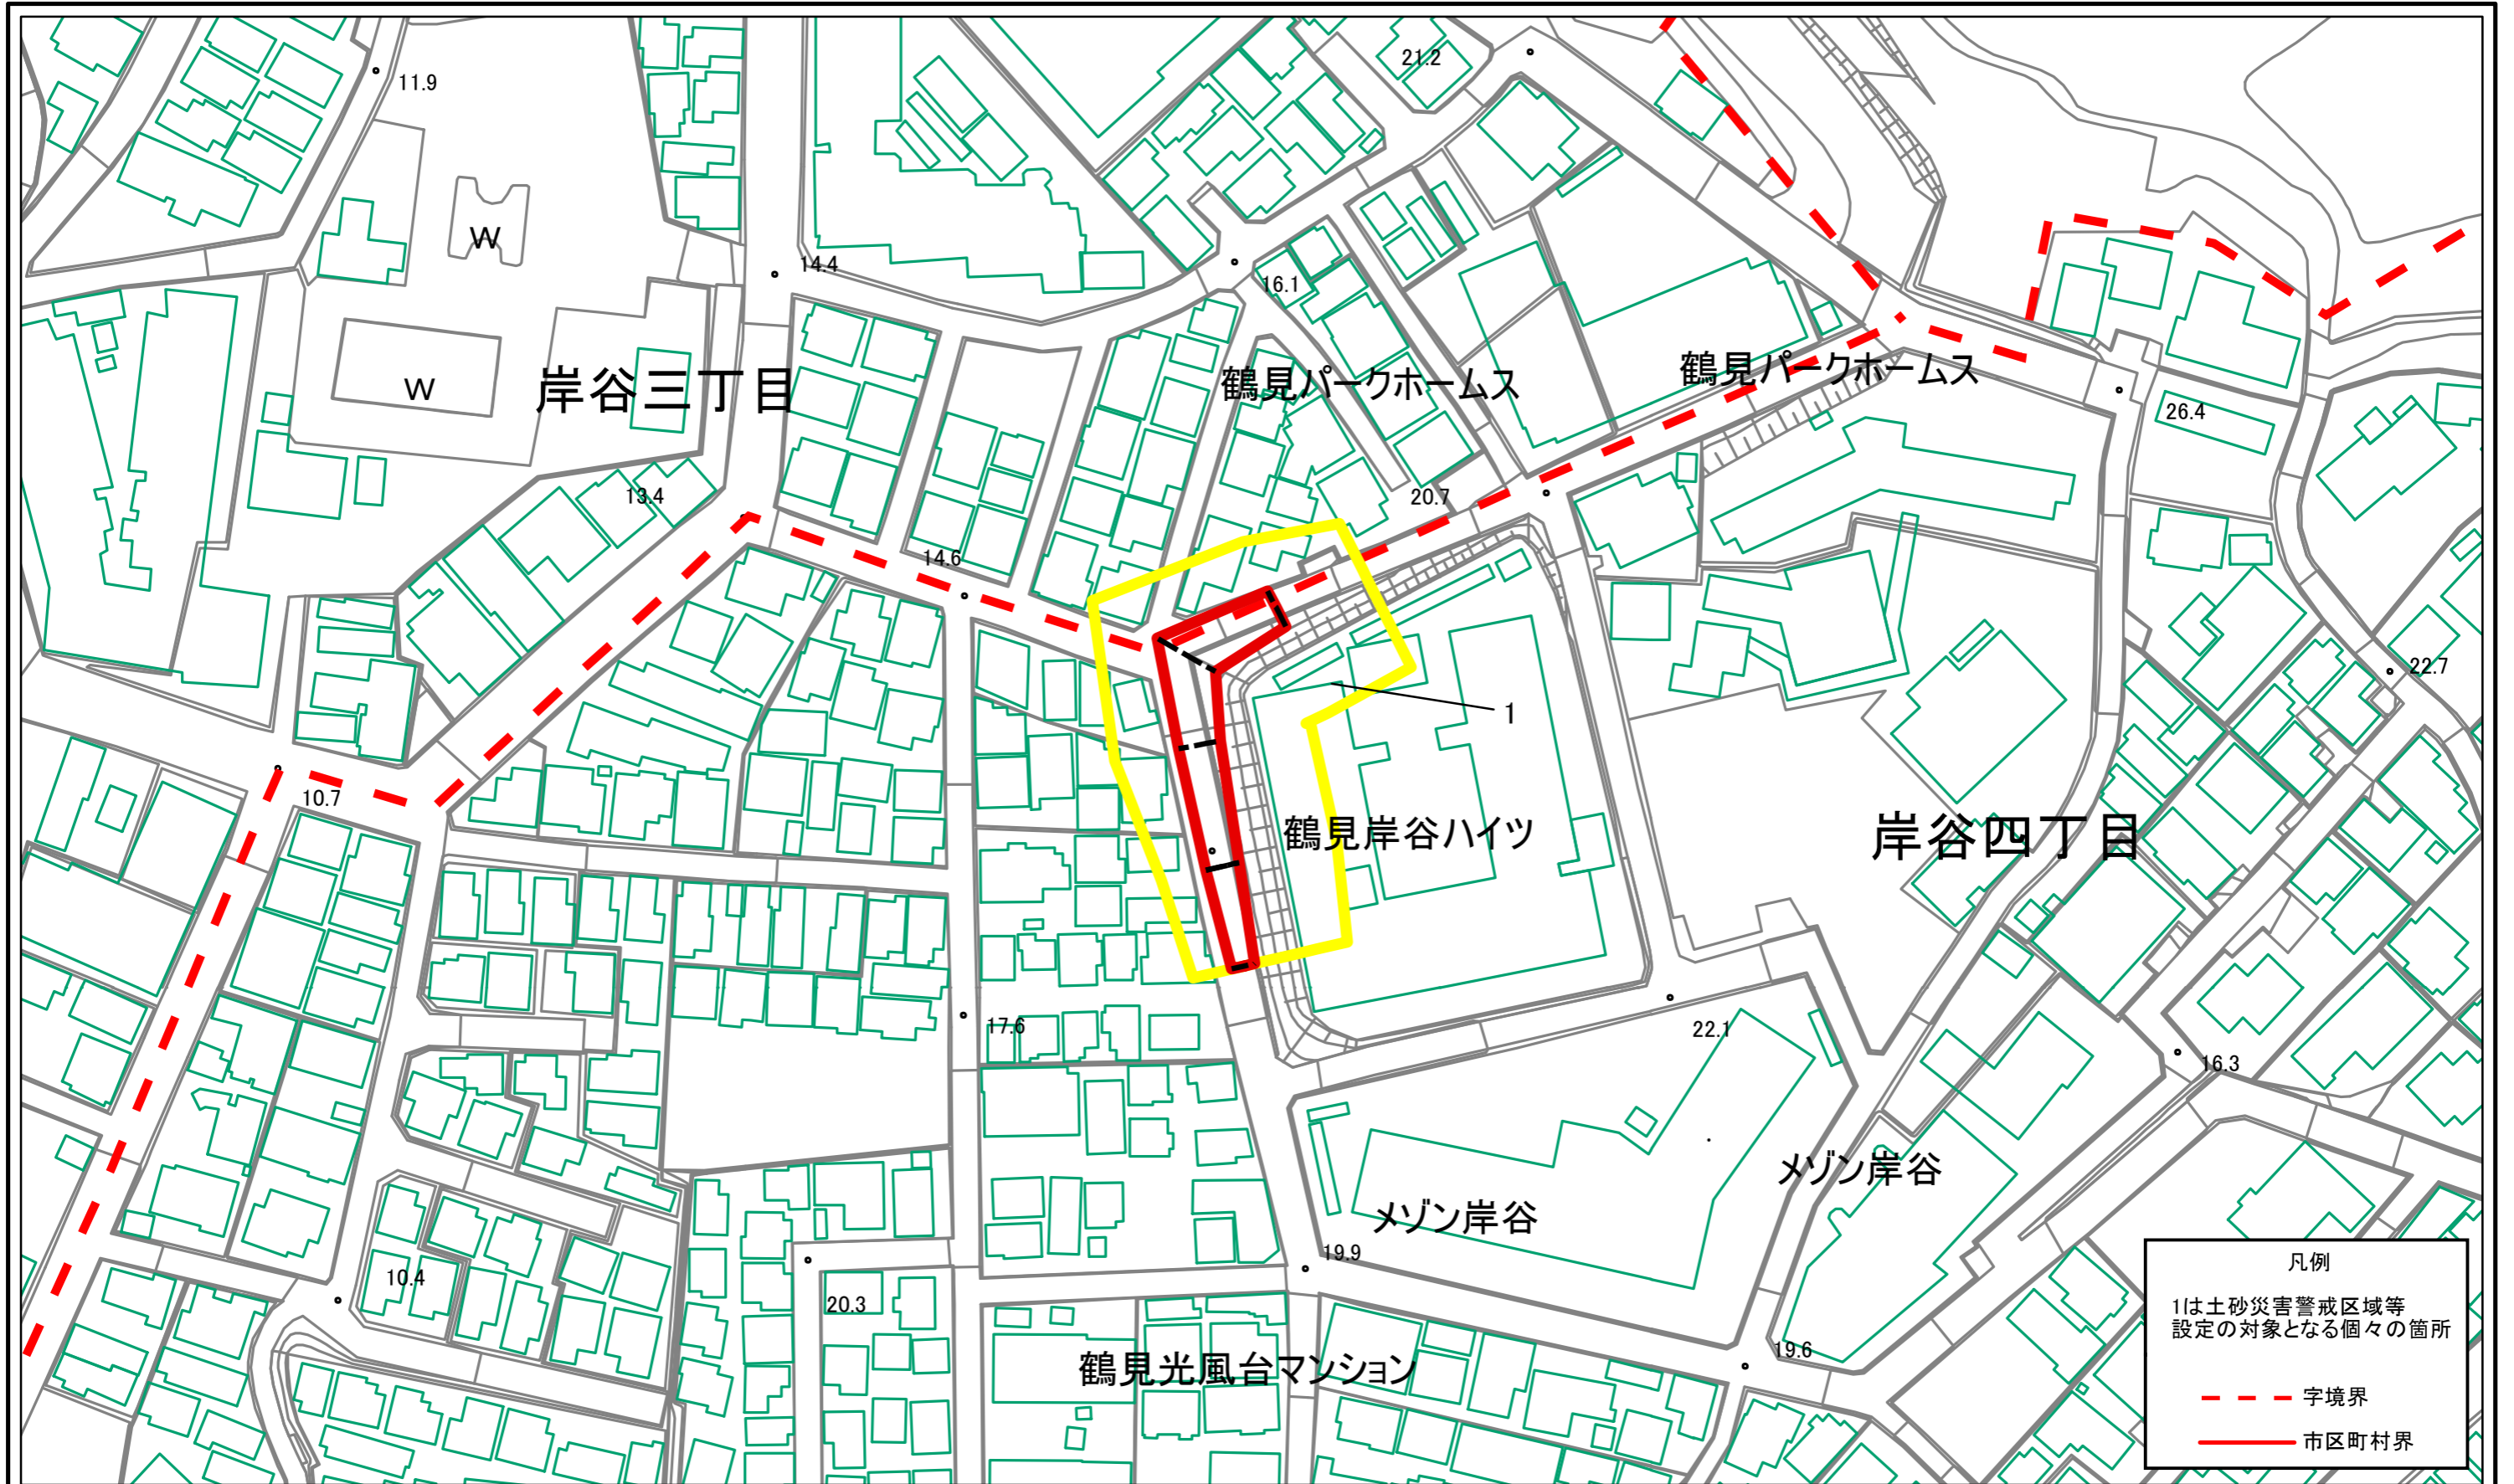 21.2
11.9
W
14.4
16.1
鶴見パークホームス
鶴見パークホームス
岸谷三丁目
W
26.4
13.4
20.7
14.6
22.7
1
10.7
鶴見岸谷ハイツ
岸谷四丁目
17.6
22.1
16.3
メゾン岸谷
メゾン岸谷
19.9
10.4
20.3
19.6
鶴見光風台マンション
凡例
1は土砂災害警戒区域等
設定の対象となる個々の箇所
字境界
市区町村界